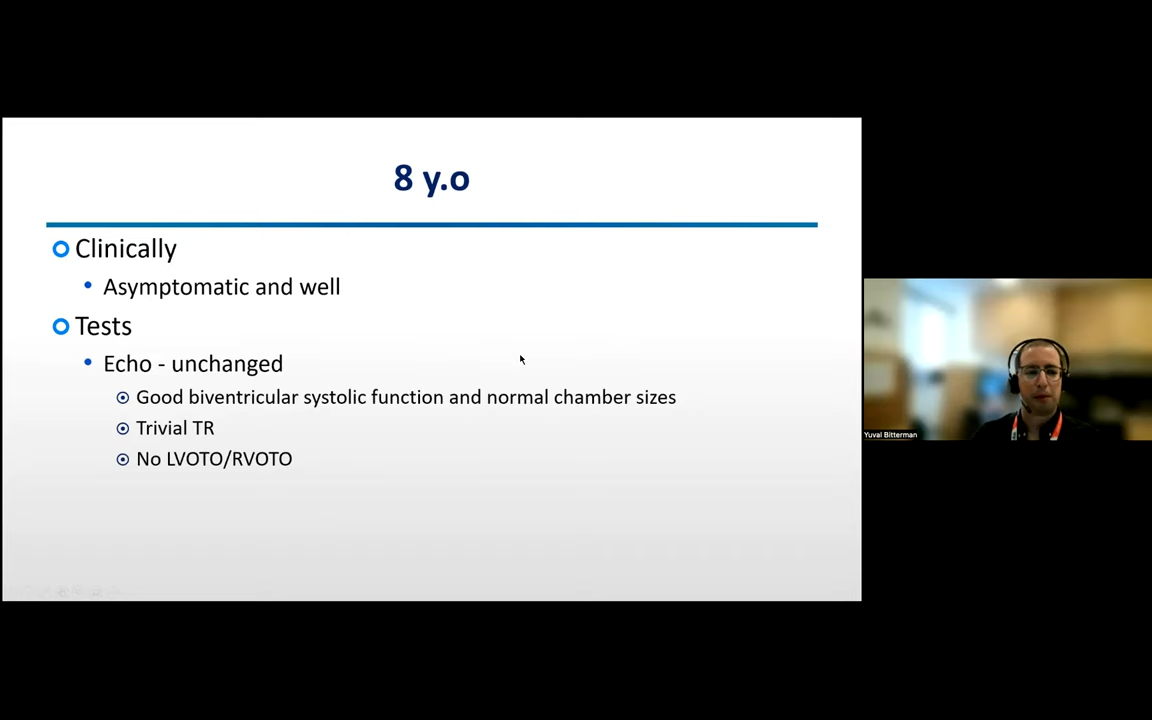 8 y.o
Clinically
Asymptomatic and well
Tests
Echo - unchanged
Good biventricular systolic function and normal chamber sizes
Trivial TR
No LVOTO/RVOTO
Yuval Bitterman